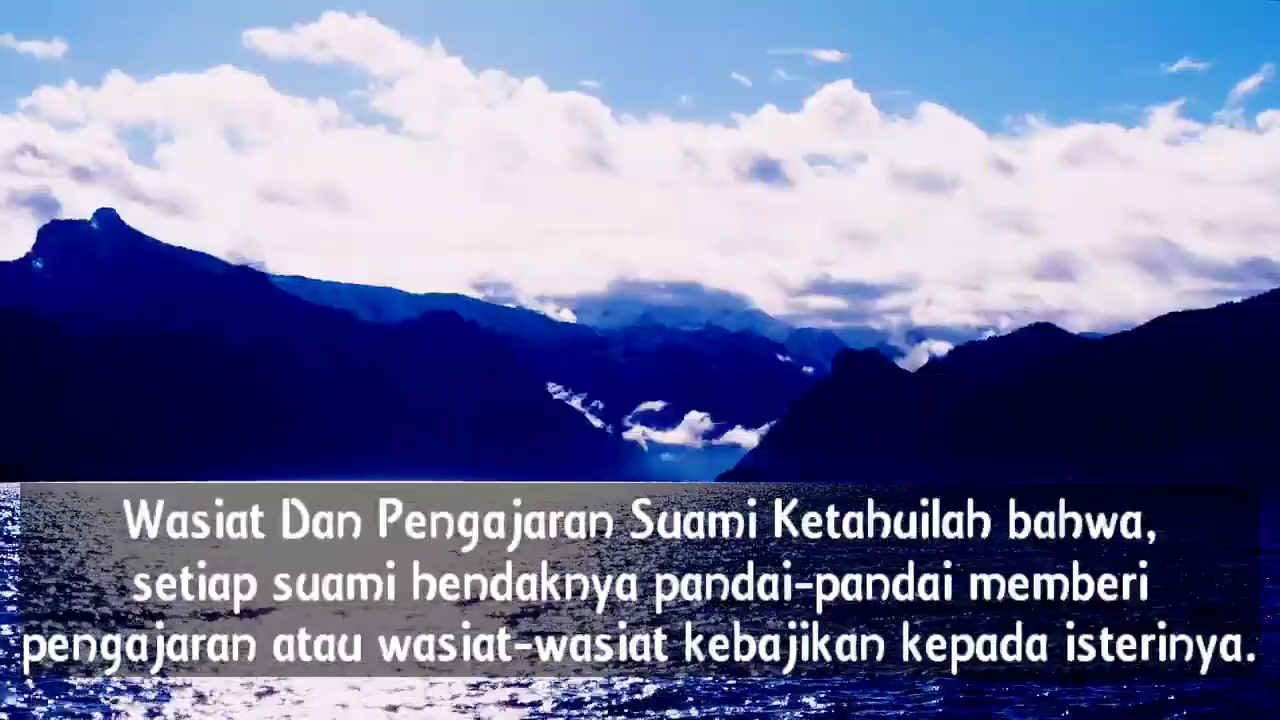 Wasiat Dan Pengajaran Suami Ketahuilah bahwa,
setiap suami hendaknya pandai-pandai memberi
pengajaran atau wasiat-wasiat kebajikan kepada isterinya.